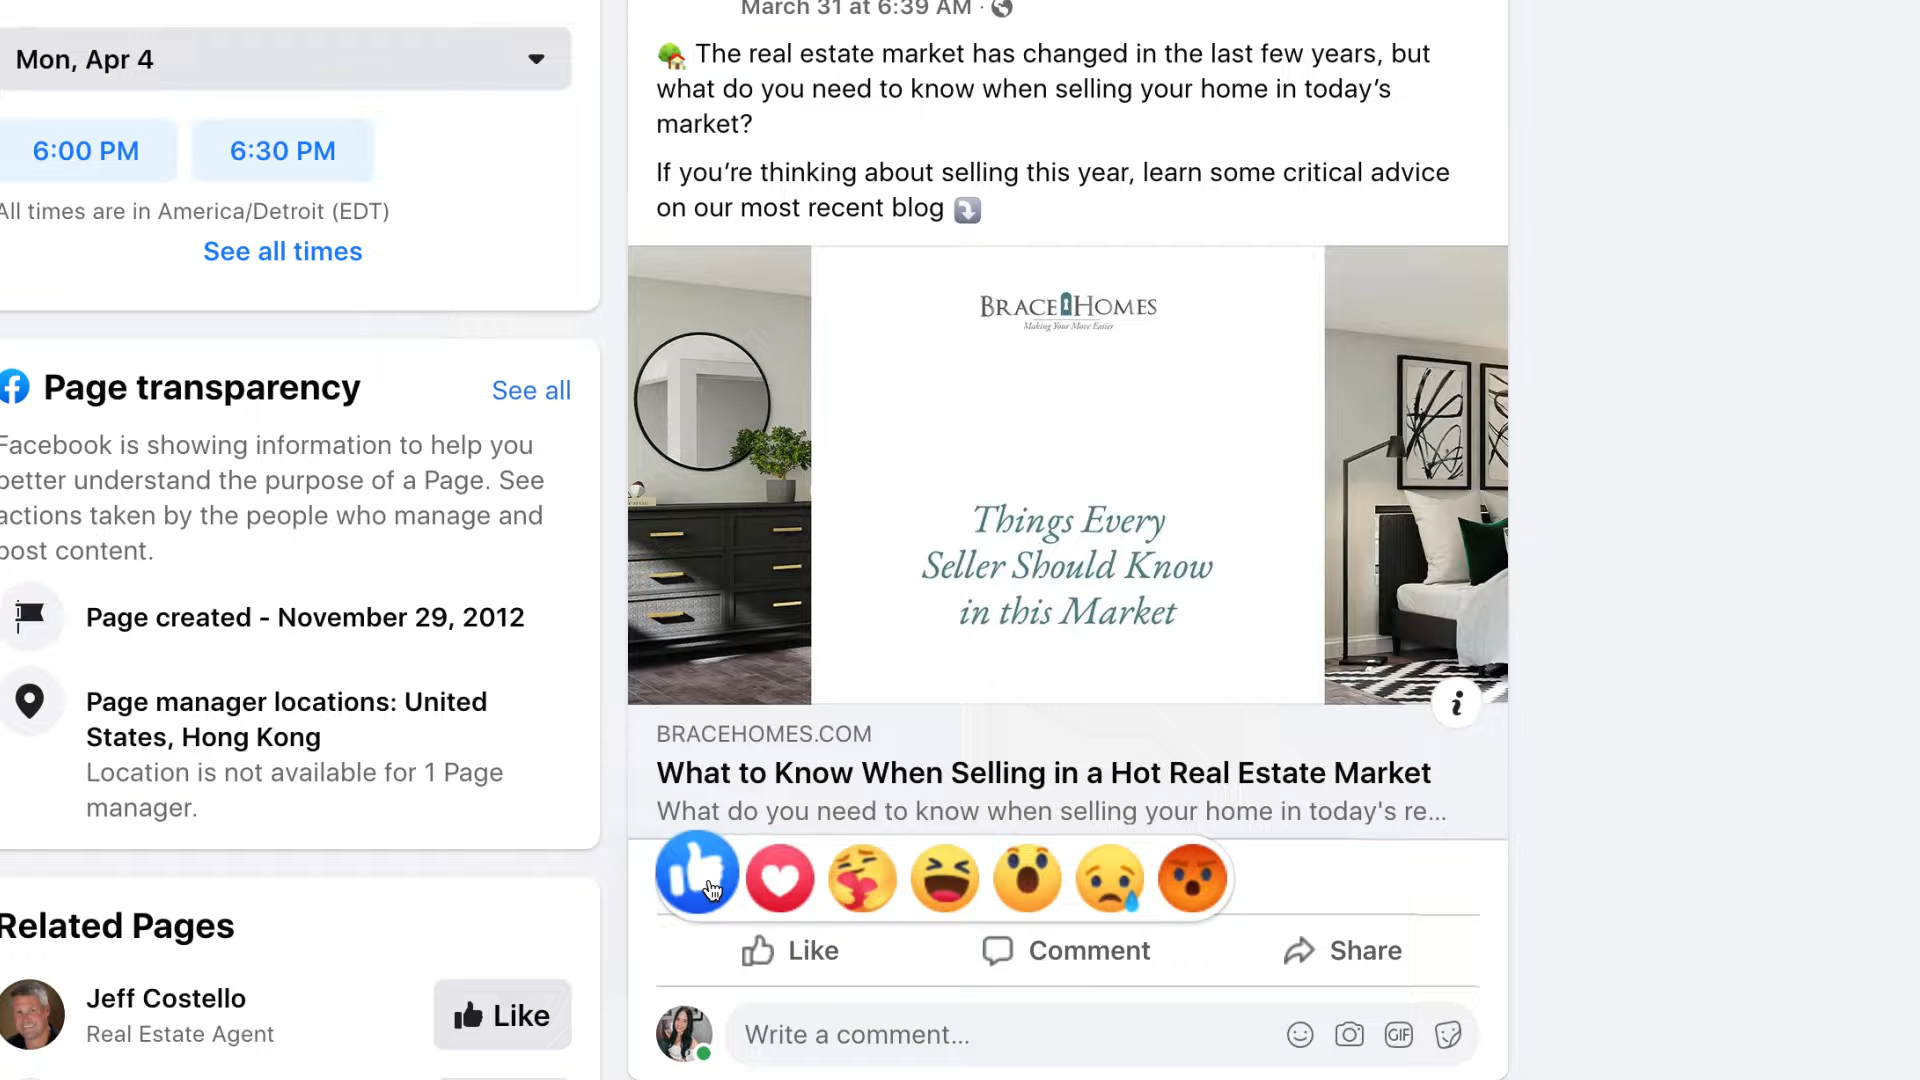 Mon, Apr 4
6:00 PM
6:30 PM
All times are in America/Detroit (EDT)
See all times
Page transparency
See all
Facebook is showing information to help you
better understand the purpose of a Page. See
actions taken by the people who manage and
post content.
Page created - November 29, 2012
Page manager locations: United
States, Hong Kong
Location is not available for 1 Page
manager.
Related Pages
Jeff Costello
Real Estate Agent
Like
March 31 at 6:39 AM ·
The real estate market has changed in the last few years, but
what do you need to know when selling your home in today’s
market?
If you’re thinking about selling this year, learn some critical advice
on our most recent blog
BRACE HOMES
Making Your Move Easier
Things Every
Seller Should Know
in this Market
BRACEHOMES.COM
What to Know When Selling in a Hot Real Estate Market
What do you need to know when selling your home in today's re...
Like
Comment
Share
Write a comment...
GIF